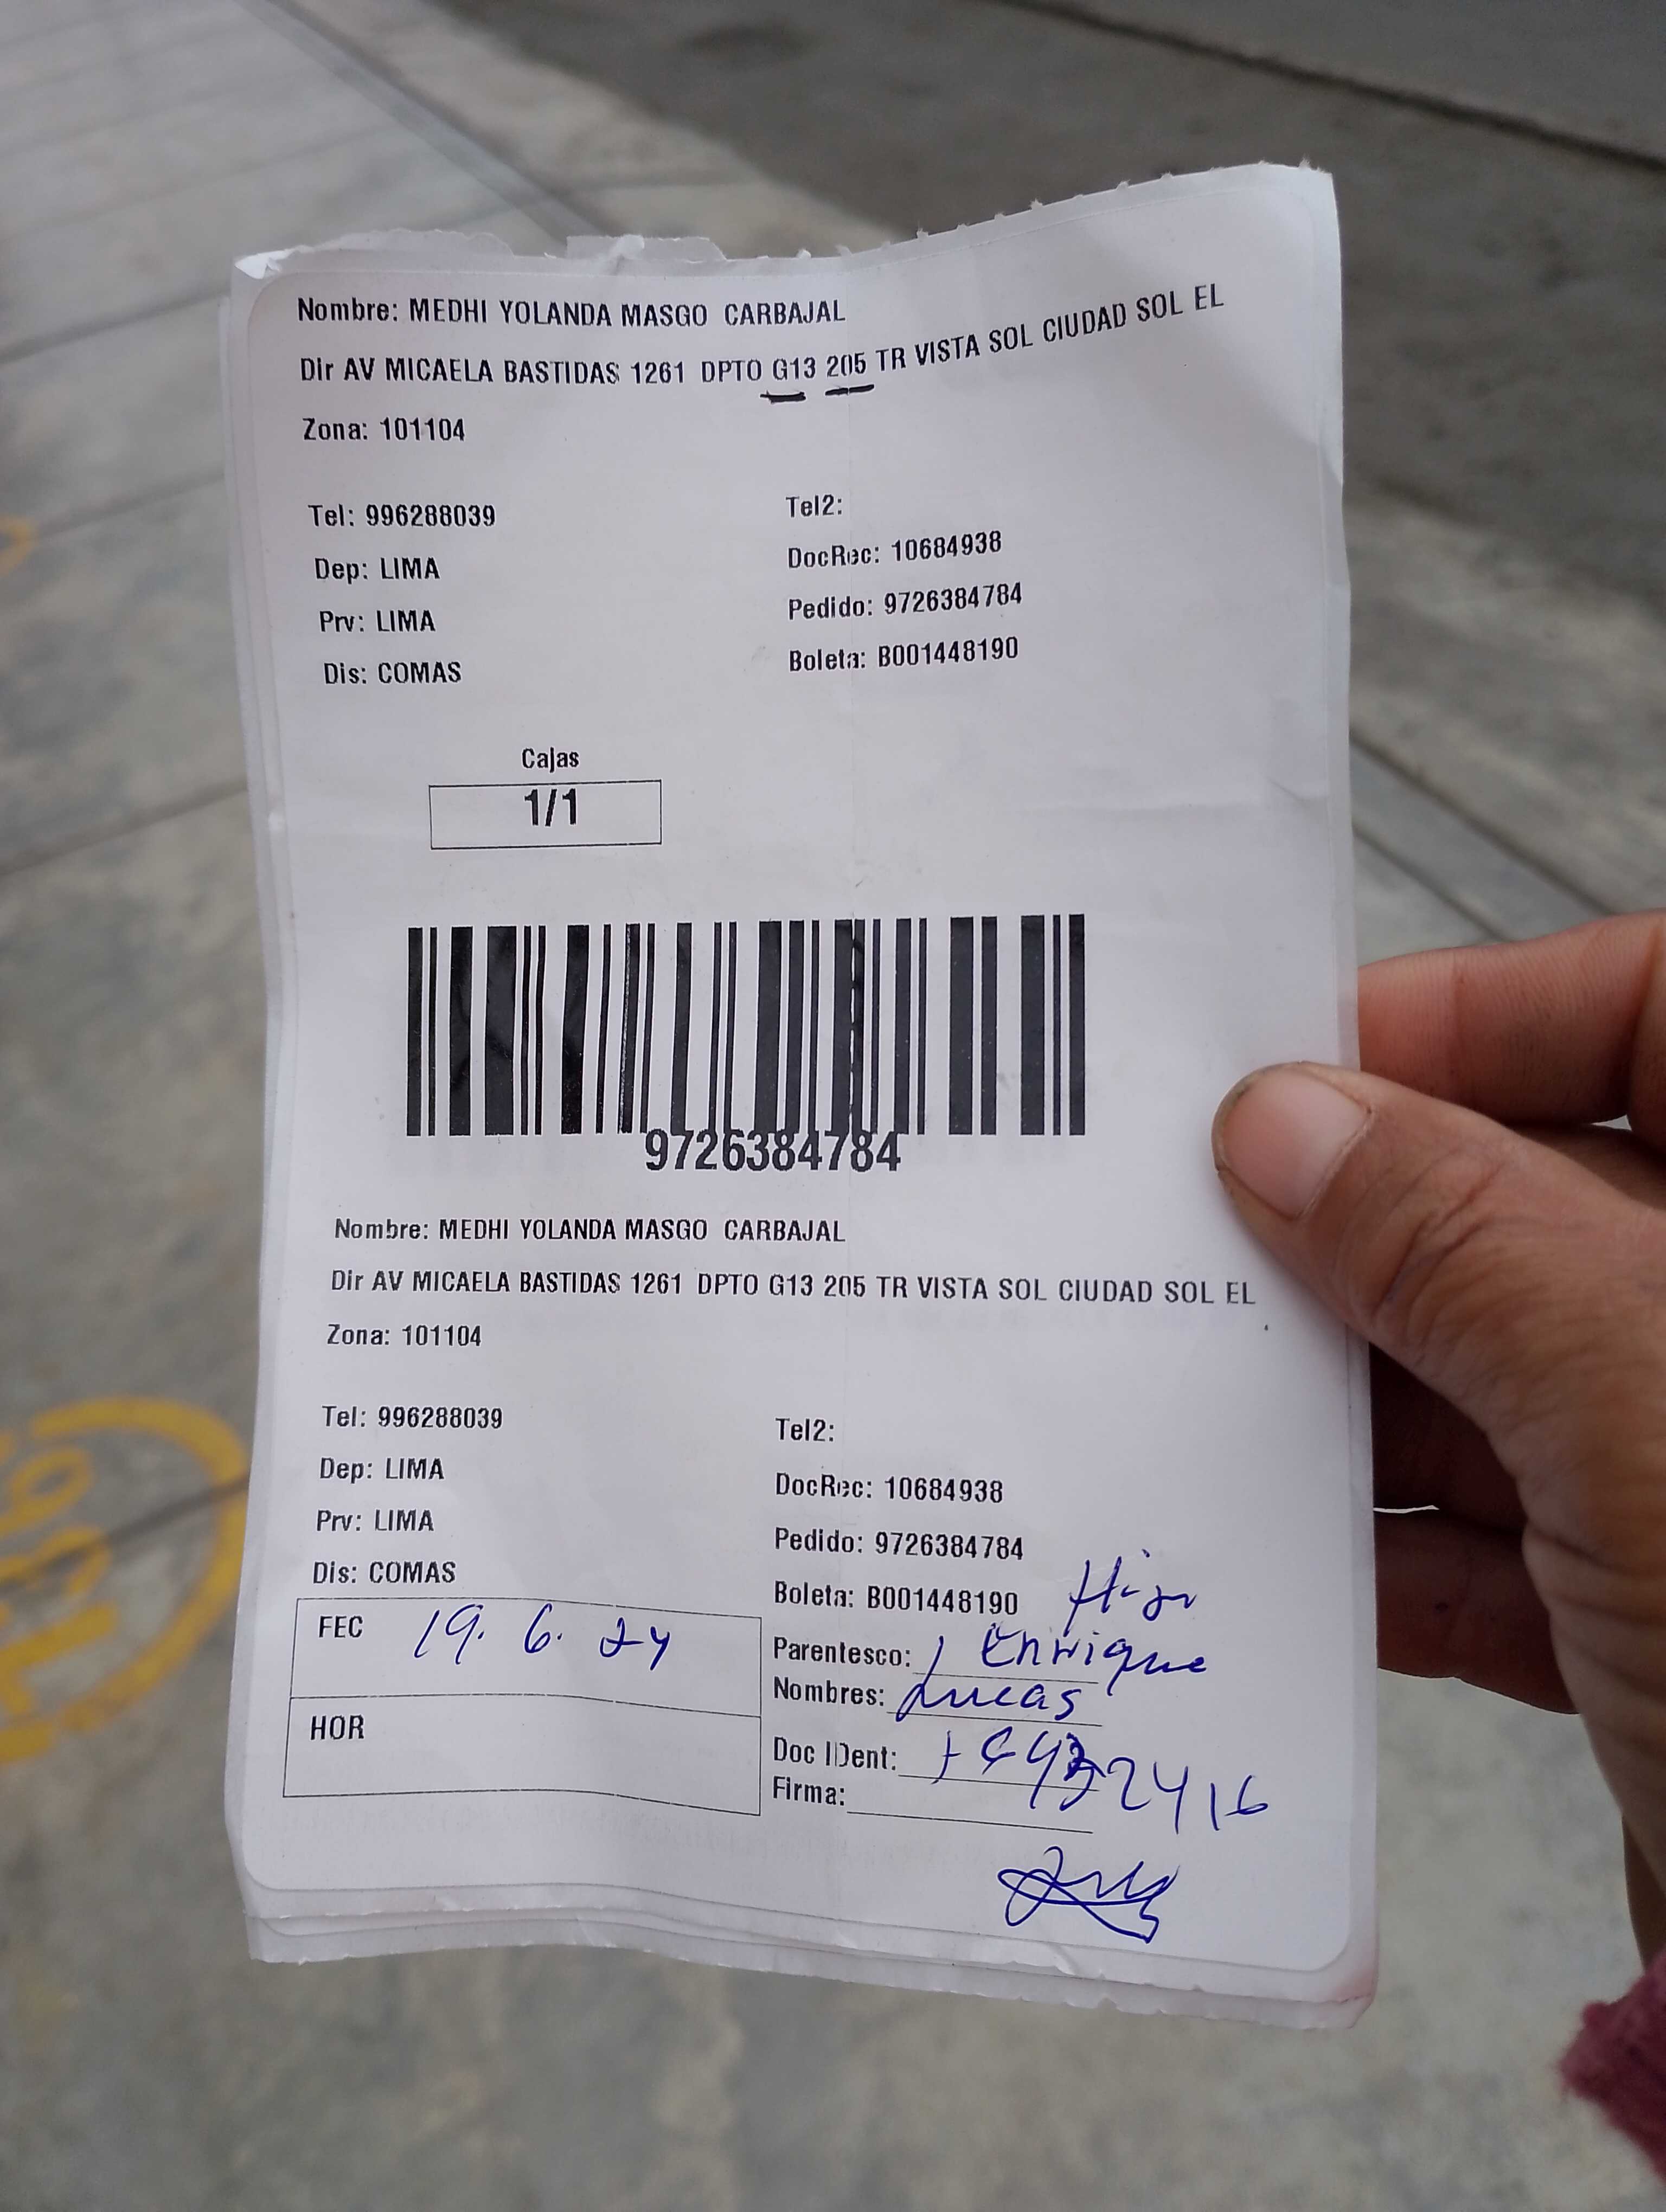 Nombre: MEDHI YOLANDA MASGO CARBAJAL
Dir AV MICAELA BASTIDAS 1261 DPTO G13 205 TR VISTA SOL CIUDAD SOL EL
Zona: 101104
Tel: 996288039
Tel2:
Dep: LIMA
DocRec: 10684938
Prv: LIMA
Pedido: 9726384784
Dis: COMAS
Boleta: B001448190
Cajas
1/1
9726384784
Nombre: MEDHI YOLANDA MASGO CARBAJAL
Dir AV MICAELA BASTIDAS 1261 DPTO G13 205 TR VISTA SOL CIUDAD SOL EL
Zona: 101104
Tel: 996288039
Tel2:
Dep: LIMA
DocRec: 10684938
Prv: LIMA
Pedido: 9726384784
Dis: COMAS
Boleta: B001448190
Hijo
FEC 19. 6. 24
Parentesco: Enrique
Nombres: Lucas
HOR
Doc IDent:
Firma: